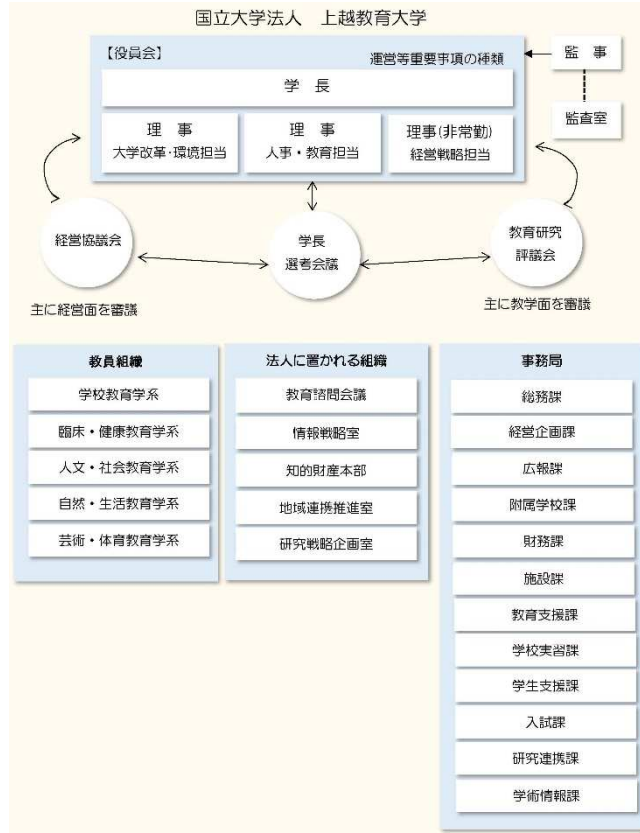 国立大学法人　上越教育大学
【役員会】
運営等重要事項の種類
学　長
理　事
大学改革・環境担当
理　事
人事・教育担当
理事(非常勤)
経営戦略担当
監　事
監査室
経営協議会
学長
選考会議
教育研究
評議会
主に経営面を審議
主に教学面を審議
教員組織
学校教育学系
臨床・健康教育学系
人文・社会教育学系
自然・生活教育学系
芸術・体育教育学系
法人に置かれる組織
教育諮問会議
情報戦略室
知的財産本部
地域連携推進室
研究戦略企画室
事務局
総務課
経営企画課
広報課
附属学校課
財務課
施設課
教育支援課
学校実習課
学生支援課
入試課
研究連携課
学術情報課